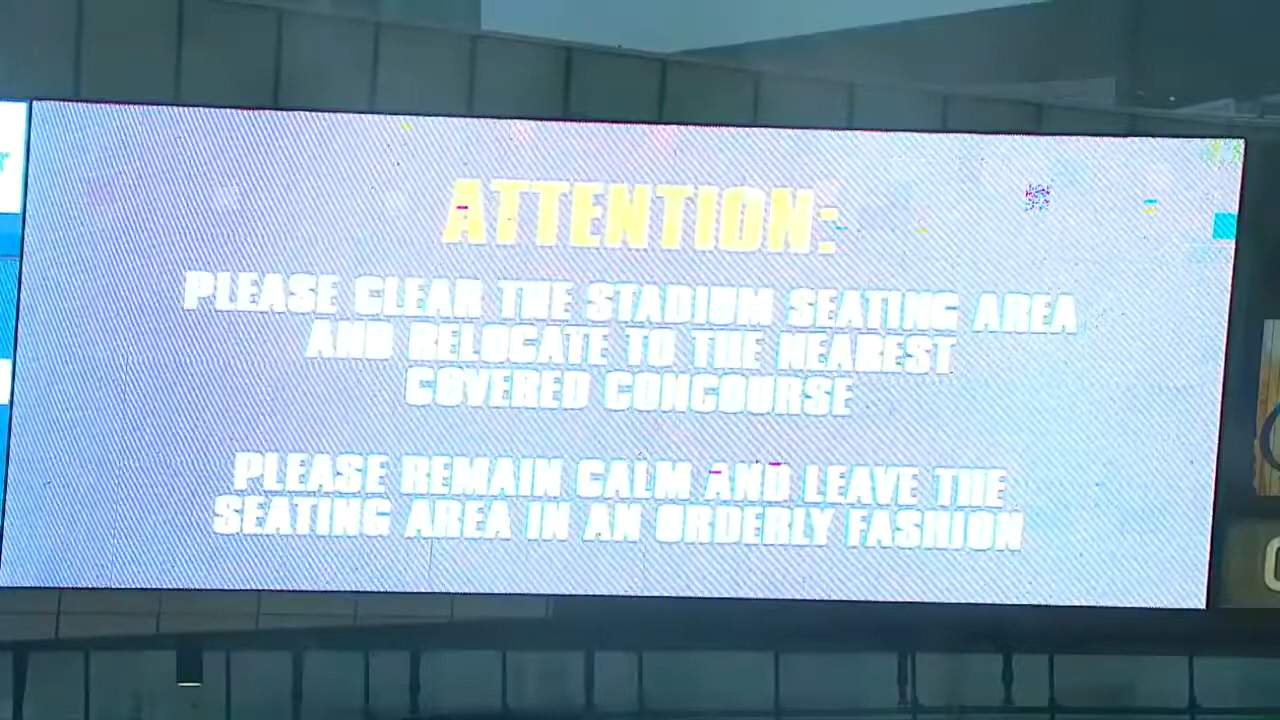 ATTENTION:
PLEASE CLEAR THE STADIUM SEATING AREA
AND RELOCATE TO THE NEAREST
COVERED CONCOURSE
PLEASE REMAIN CALM AND LEAVE THE
SEATING AREA IN AN ORDERLY FASHION